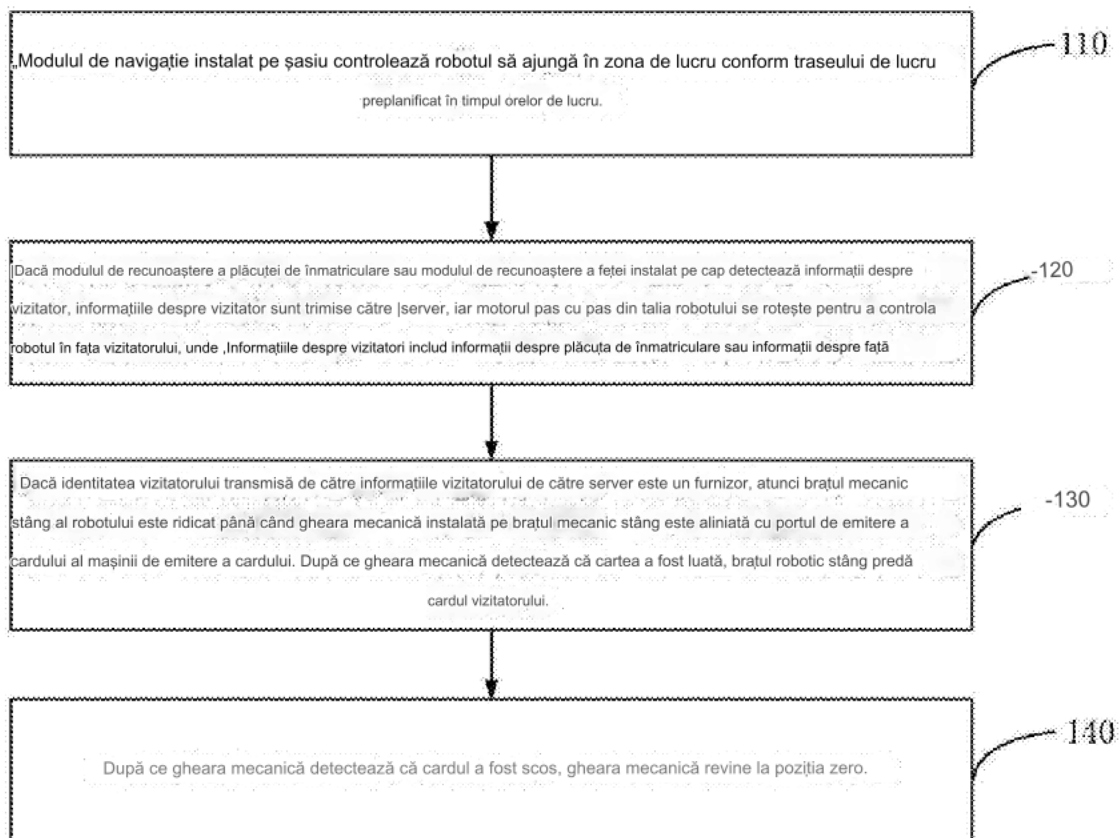 „Modulul de navigație instalat pe șasiu controlează robotul să ajungă în zona de lucru conform traseului de lucru
preplanificat în timpul orelor de lucru.
110
|Dacă modulul de recunoaștere a plăcuței de înmatriculare sau modulul de recunoaștere a feței instalat pe cap detectează informații despre
vizitator, informațiile despre vizitator sunt trimise către |server, iar motorul pas cu pas din talia robotului se rotește pentru a controla
robotul în fața vizitatorului, unde ,Informațiile despre vizitatori includ informații despre plăcuța de înmatriculare sau informații despre față
-120
Dacă identitatea vizitatorului transmisă de către informațiile vizitatorului de către server este un furnizor, atunci brațul mecanic
stâng al robotului este ridicat până când gheara mecanică instalată pe brațul mecanic stâng este aliniată cu portul de emitere a
cardului al mașinii de emitere a cardului. După ce gheara mecanică detectează că cartea a fost luată, brațul robotic stâng predă
cardul vizitatorului.
-130
După ce gheara mecanică detectează că cardul a fost scos, gheara mecanică revine la poziția zero.
140